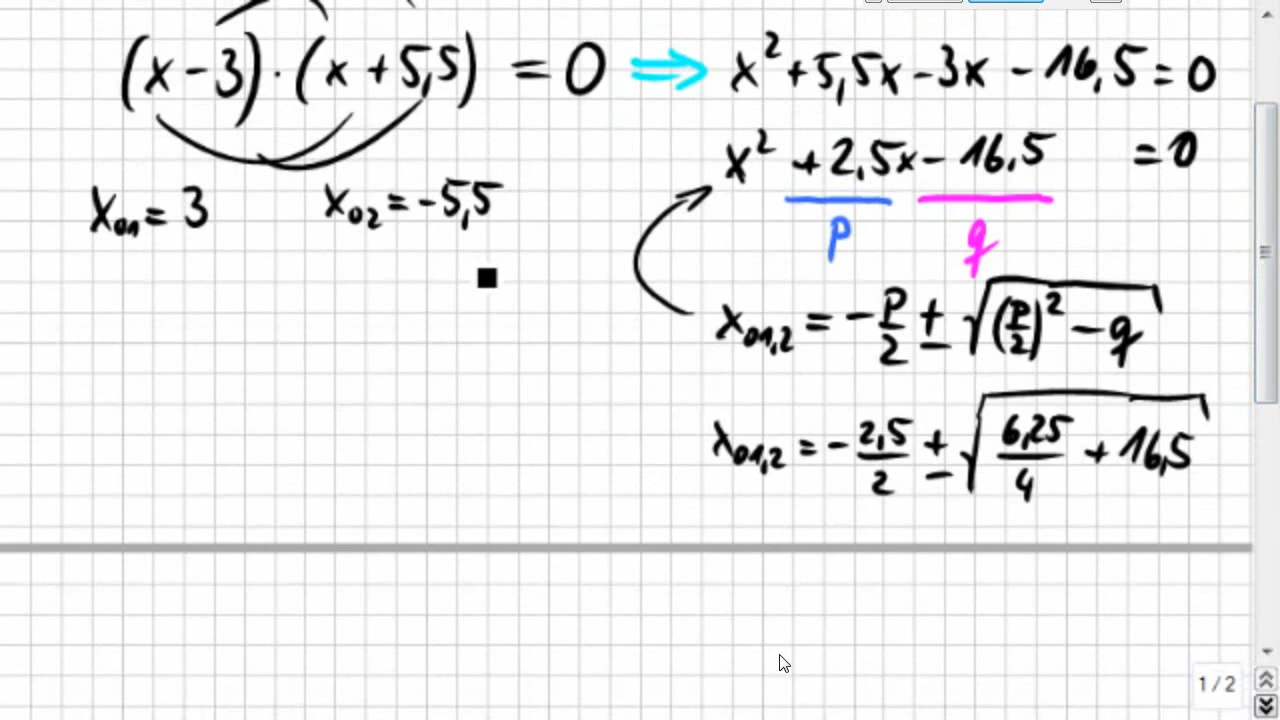 (x - 3) · (x + 5,5) = 0 ⇒ x² + 5,5x - 3x - 16,5 = 0
x² + 2,5x - 16,5 = 0
p q
x₀₁ = 3 x₀₂ = -5,5
x₀₁,₂ = - p/2 ± √((p/2)² - q)
x₀₁,₂ = - 2,5/2 ± √(6,25/4 + 16,5)
1 / 2